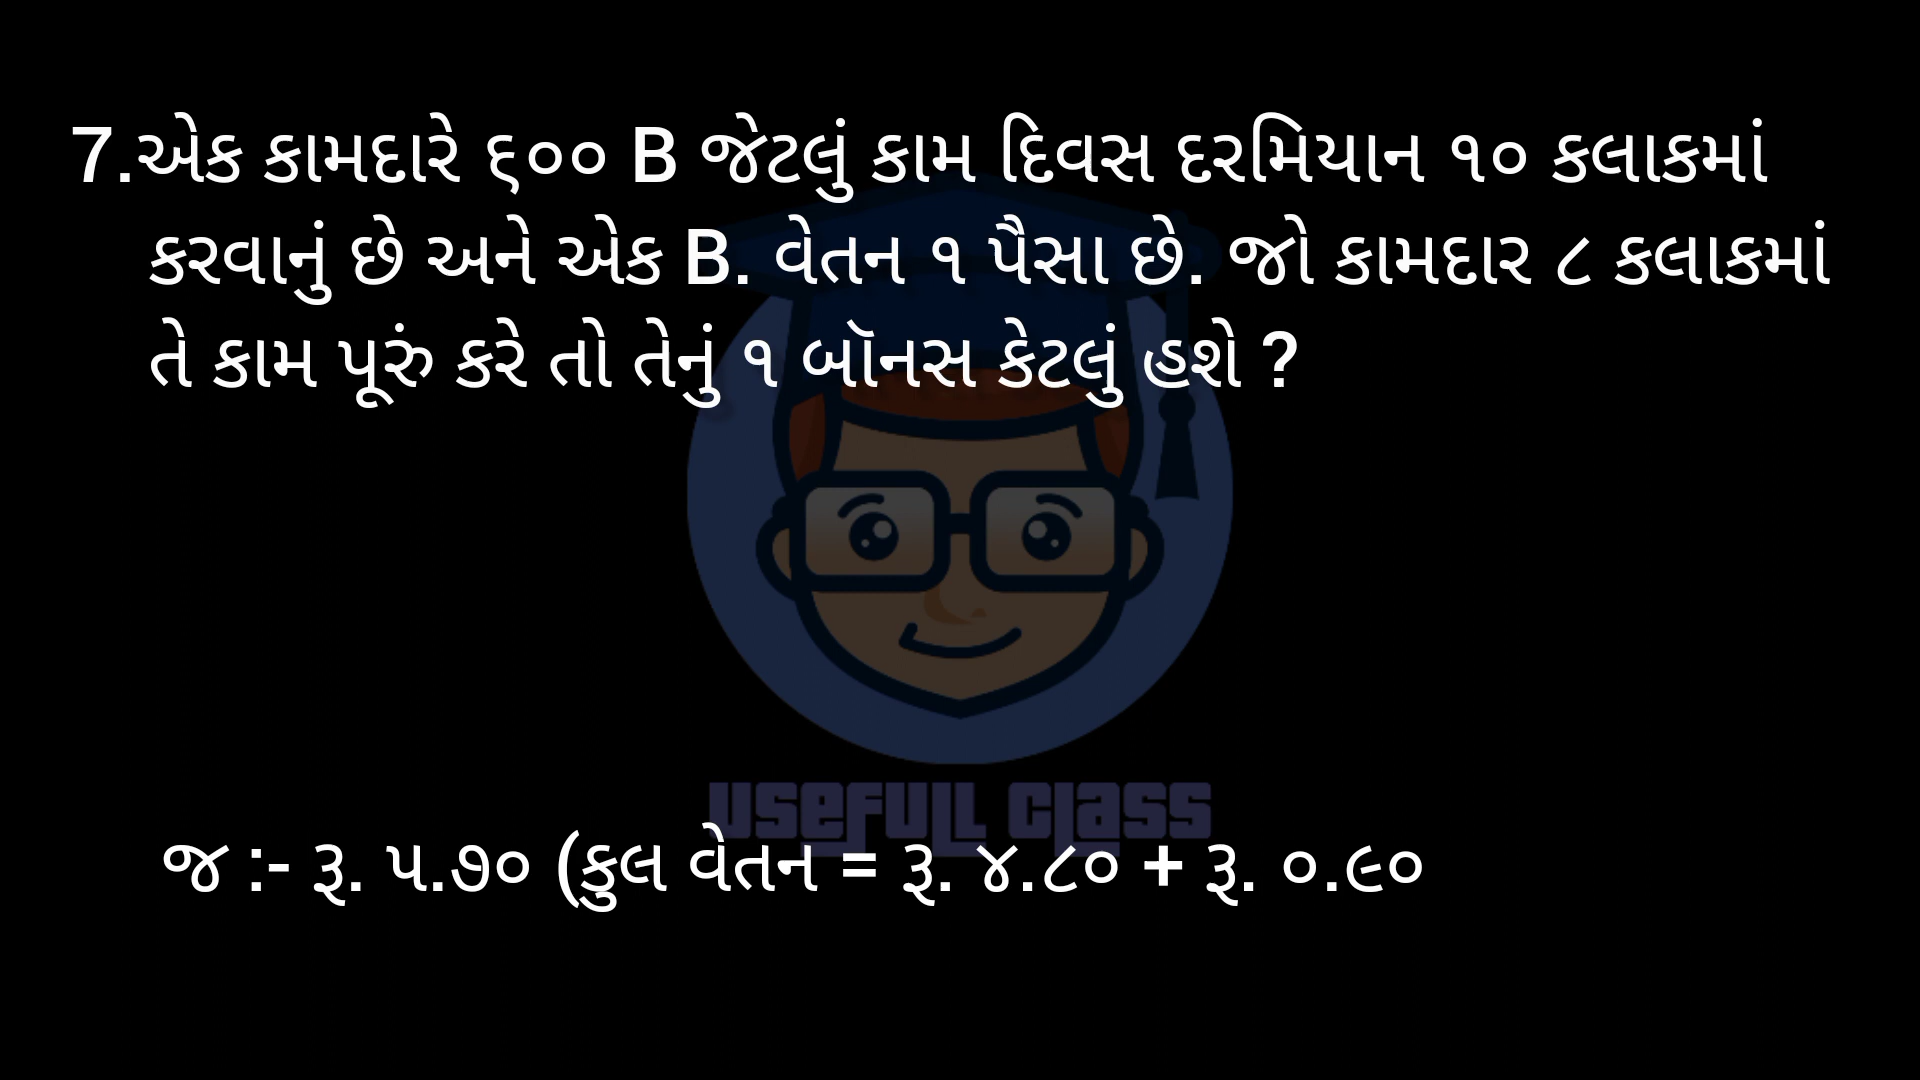 7.એક કામદારે ૬૦૦ B જેટલું કામ દિવસ દરમિયાન ૧૦ કલાકમાં
કરવાનું છે અને એક B. વેતન ૧ પૈસા છે. જો કામદાર ૮ કલાકમાં
તે કામ પૂરું કરે તો તેનું ૧ બૉનસ કેટલું હશે ?
USEFULL CLASS
જ :- રૂ. ૫.૭૦ (કુલ વેતન = રૂ. ૪.૮૦ + રૂ. ૦.૯૦